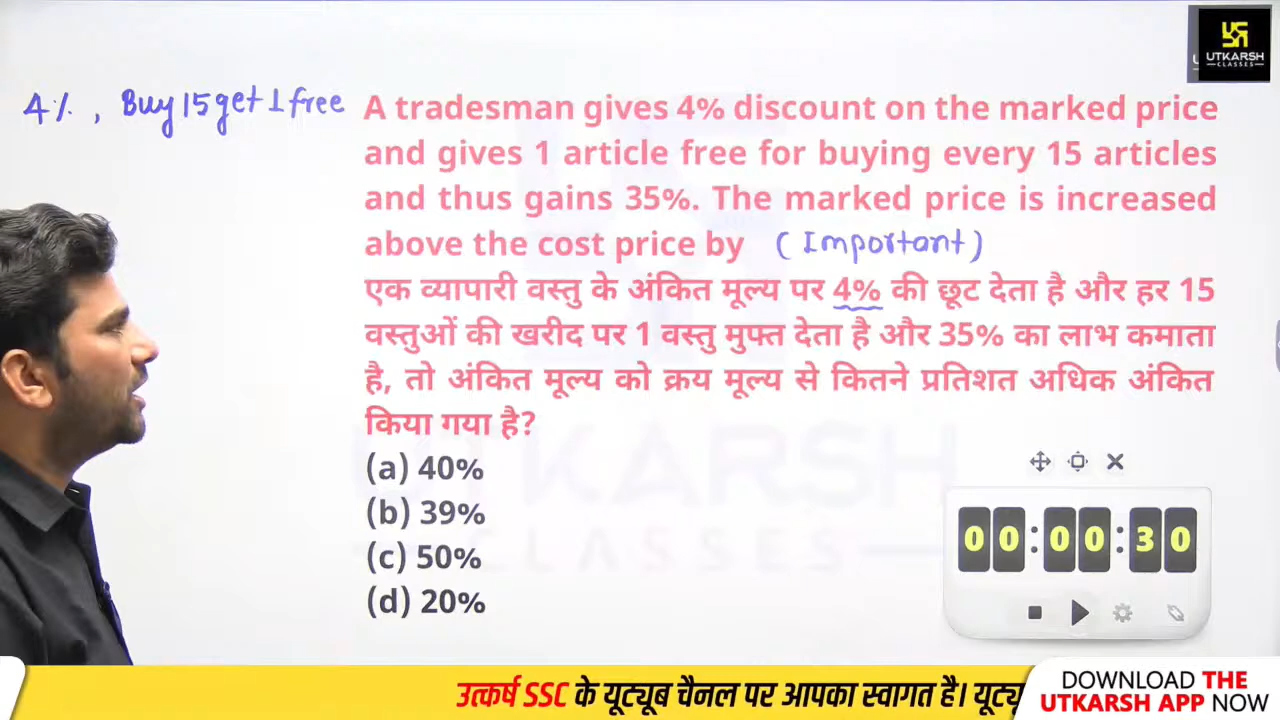 UTKARSH
CLASSES
4%, Buy 15 get 1 free
A tradesman gives 4% discount on the marked price
and gives 1 article free for buying every 15 articles
and thus gains 35%. The marked price is increased
above the cost price by (Important)
एक व्यापारी वस्तु के अंकित मूल्य पर 4% की छूट देता है और हर 15
वस्तुओं की खरीद पर 1 वस्तु मुफ्त देता है और 35% का लाभ कमाता
है, तो अंकित मूल्य को क्रय मूल्य से कितने प्रतिशत अधिक अंकित
किया गया है?
(a) 40%
(b) 39%
(c) 50%
(d) 20%
UTKARSH
CLASSES
00:00:30
उत्कर्ष SSC के यूट्यूब चैनल पर आपका स्वागत है। यूट्यू
DOWNLOAD THE
UTKARSH APP NOW